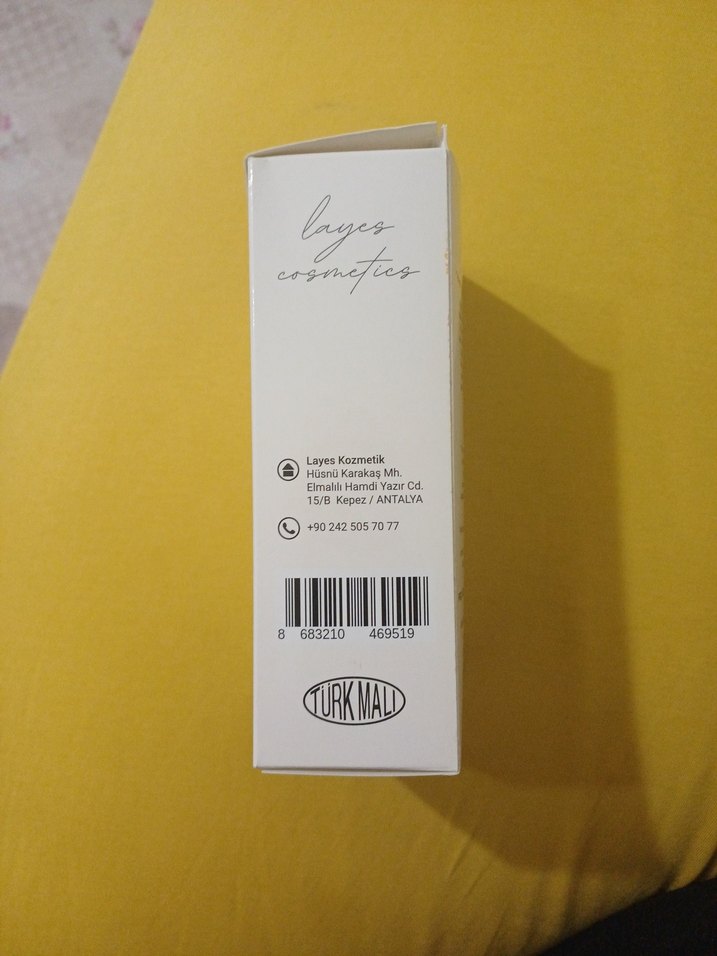 layes
cosmetics
Layes Kozmetik
Hüsnü Karakaş Mh.
Elmalılı Hamdi Yazır Cd.
15/B Kepez / ANTALYA
+90 242 505 70 77
8 683210 469519
TÜRK MALI